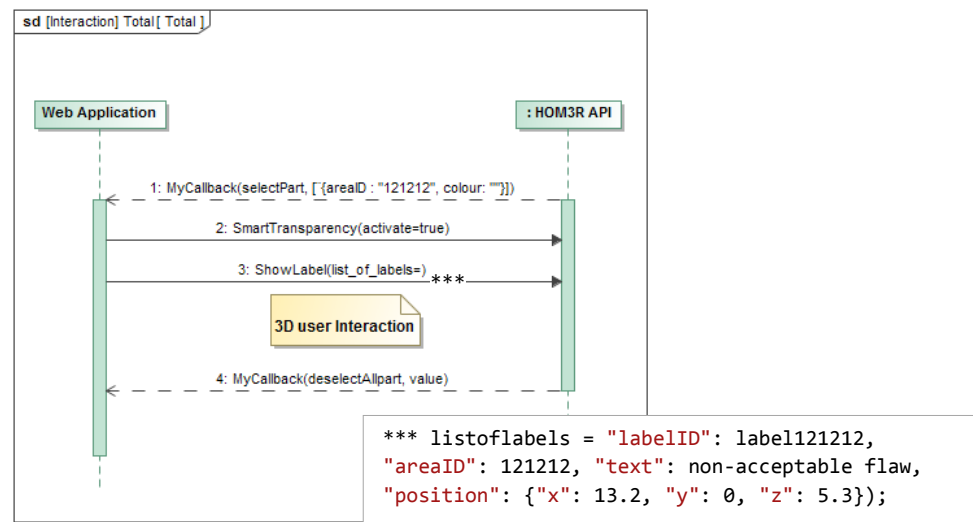 sd [Interaction] Total[ Total ]
Web Application
: HOM3R API
1: MyCallback(selectPart, [¨{areaID : "121212", colour: ""}])
2: SmartTransparency(activate=true)
3: ShowLabel(list_of_labels=)
***
3D user Interaction
4: MyCallback(deselectAllpart, value)
*** listoflabels = "labelID": label121212,
"areaID": 121212, "text": non-acceptable flaw,
"position": {"x": 13.2, "y": 0, "z": 5.3});